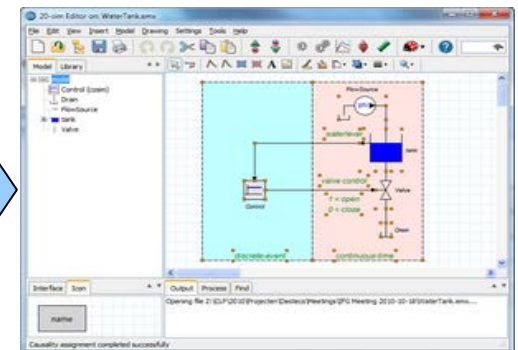 20-sim Editor on: WaterTank.emx
File Edit View Insert Model Drawing Settings Tools Help
Model Library
model
Control (cosim)
Drain
FlowSource
tank
Valve
FlowSource
waterlevel
tank
valve control
Valve
1 = open
0 = close
Control
Drain
discrete-event
continuous-time
Interface Icon
Output Process Find
name
Causality assignment completed successfully